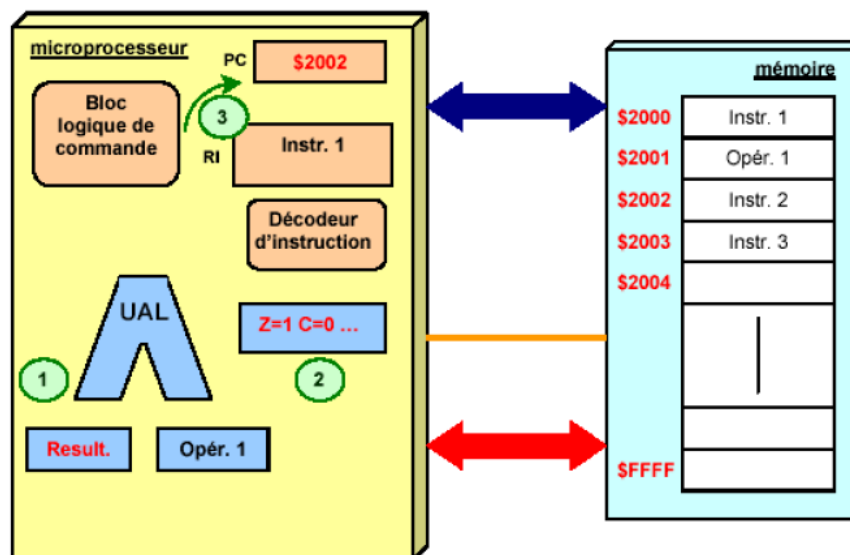 microprocesseur
PC
$2002
Bloc
logique de
commande
3
RI
Instr. 1
Décodeur
d'instruction
UAL
Z=1 C=0 ...
1
2
Result.
Opér. 1
mémoire
$2000
Instr. 1
$2001
Opér. 1
$2002
Instr. 2
$2003
Instr. 3
$2004
$FFFF